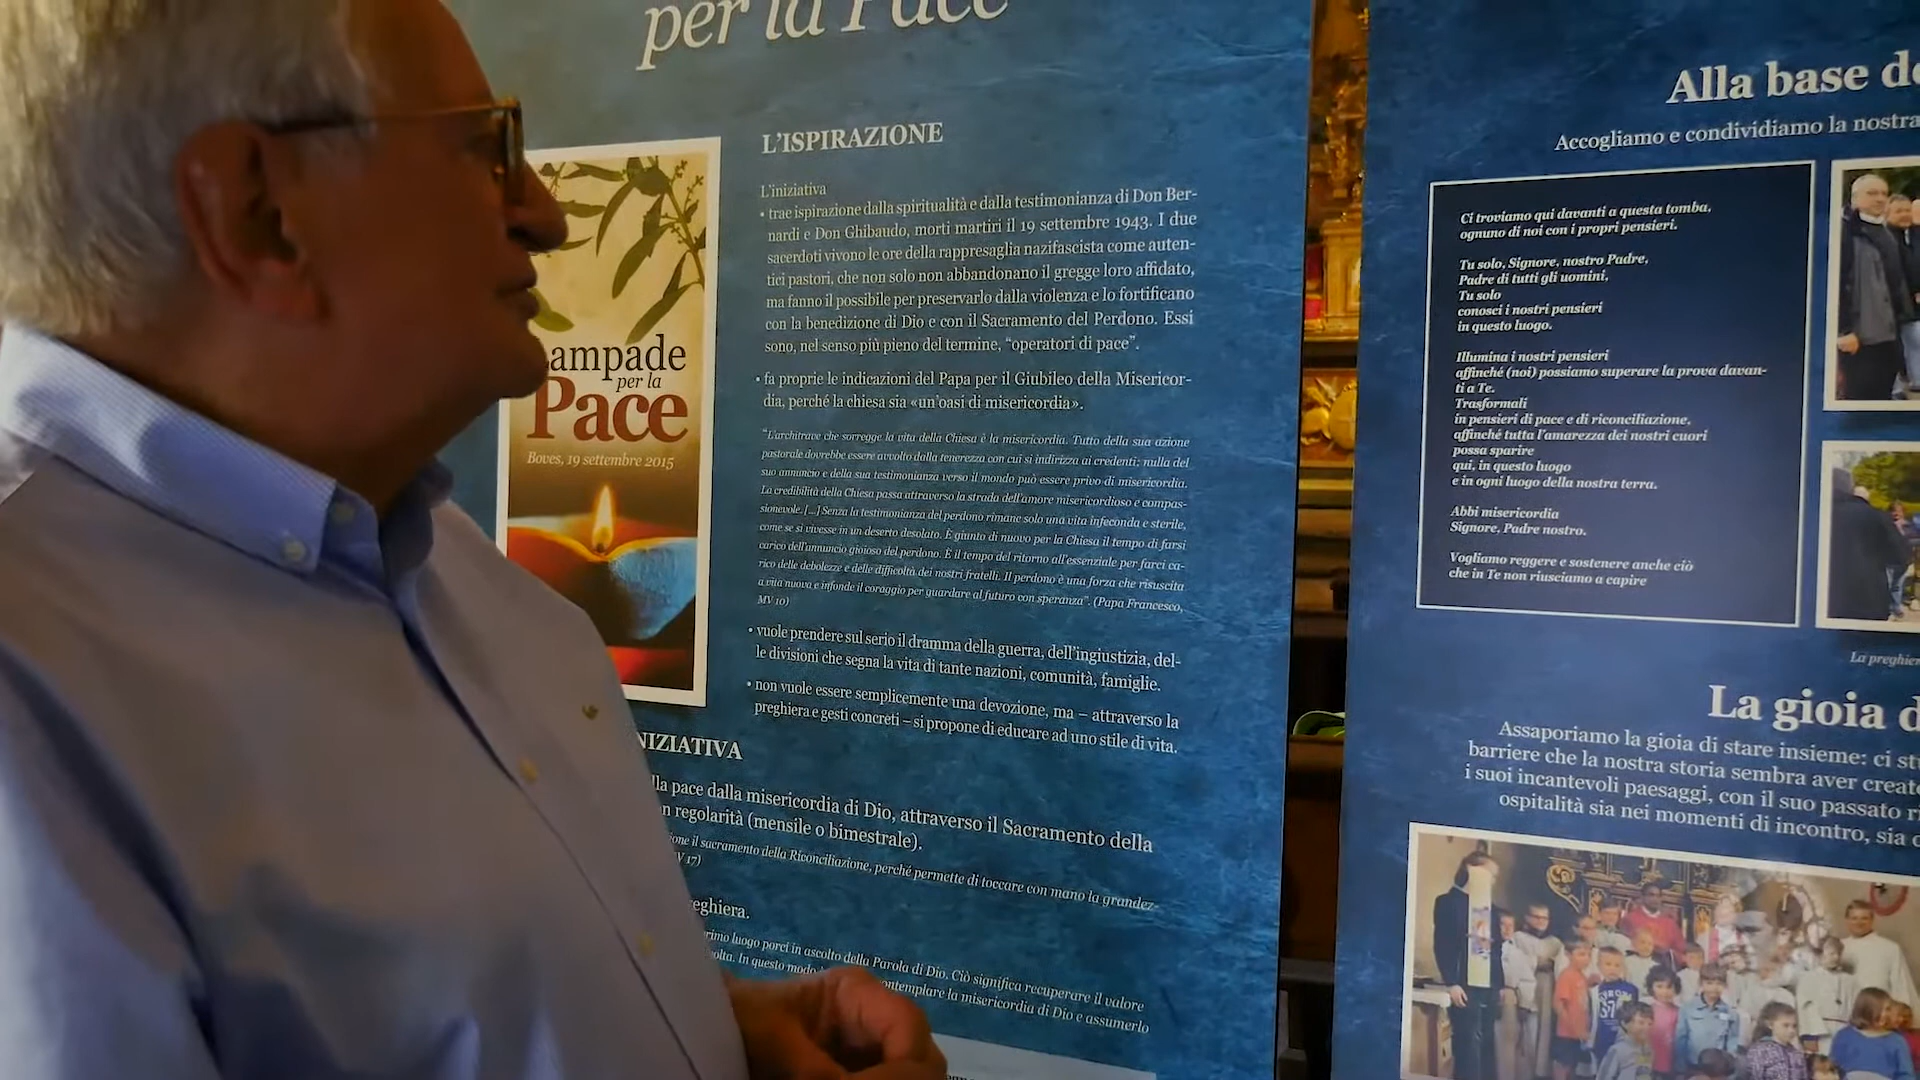 per la Pace
L'ISPIRAZIONE
L'iniziativa
• trae ispirazione dalla spiritualità e dalla testimonianza di Don Ber-
nardi e Don Ghibaudo, morti martiri il 19 settembre 1943. I due
sacerdoti vivono le ore della rappresaglia nazifascista come auten-
tici pastori, che non solo non abbandonano il gregge loro affidato,
ma fanno il possibile per preservarlo dalla violenza e lo fortificano
con la benedizione di Dio e con il Sacramento del Perdono. Essi
sono, nel senso più pieno del termine, "operatori di pace".
• fa proprie le indicazioni del Papa per il Giubileo della Misericor-
dia, perché la chiesa sia «un'oasi di misericordia».
"L'architrave che sorregge la vita della Chiesa è la misericordia. Tutto della sua azione
pastorale dovrebbe essere avvolto dalla tenerezza con cui si indirizza ai credenti; nulla del
suo annuncio e della sua testimonianza verso il mondo può essere privo di misericordia.
La credibilità della Chiesa passa attraverso la strada dell'amore misericordioso e compas-
sionevole. [...] Senza la testimonianza del perdono rimane solo una vita infeconda e sterile,
come se si vivesse in un deserto desolato. È giunto di nuovo per la Chiesa il tempo di farsi
carico dell'annuncio gioioso del perdono. È il tempo del ritorno all'essenziale per farci ca-
rico delle debolezze e delle difficoltà dei nostri fratelli. Il perdono è una forza che risuscita
a vita nuova e infonde il coraggio per guardare al futuro con speranza". (Papa Francesco,
MV 10)
• vuole prendere sul serio il dramma della guerra, dell'ingiustizia, del-
le divisioni che segna la vita di tante nazioni, comunità, famiglie.
• non vuole essere semplicemente una devozione, ma – attraverso la
preghiera e gesti concreti – si propone di educare ad uno stile di vita.
NIZIATIVA
lla pace dalla misericordia di Dio, attraverso il Sacramento della
n regolarità (mensile o bimestrale).
ione il sacramento della Riconciliazione, perché permette di toccare con mano la grandez-
V 17)
reghiera.
rimo luogo porci in ascolto della Parola di Dio. Ciò significa recuperare il valore
olta. In questo modo
ontemplare la misericordia di Dio e assumerlo
ampade
per la
Pace
Boves, 19 settembre 2015
Alla base de
Accogliamo e condividiamo la nostra
Ci troviamo qui davanti a questa tomba,
ognuno di noi con i propri pensieri.
Tu solo, Signore, nostro Padre,
Padre di tutti gli uomini,
Tu solo
conosci i nostri pensieri
in questo luogo.
Illumina i nostri pensieri
affinché (noi) possiamo superare la prova davan-
ti a Te.
Trasformali
in pensieri di pace e di riconciliazione,
affinché tutta l'amarezza dei nostri cuori
possa sparire
qui, in questo luogo
e in ogni luogo della nostra terra.
Abbi misericordia
Signore, Padre nostro.
Vogliamo reggere e sostenere anche ciò
che in Te non riusciamo a capire
La preghier
La gioia d
Assaporiamo la gioia di stare insieme: ci stu
barriere che la nostra storia sembra aver create
i suoi incantevoli paesaggi, con il suo passato ri
ospitalità sia nei momenti di incontro, sia c